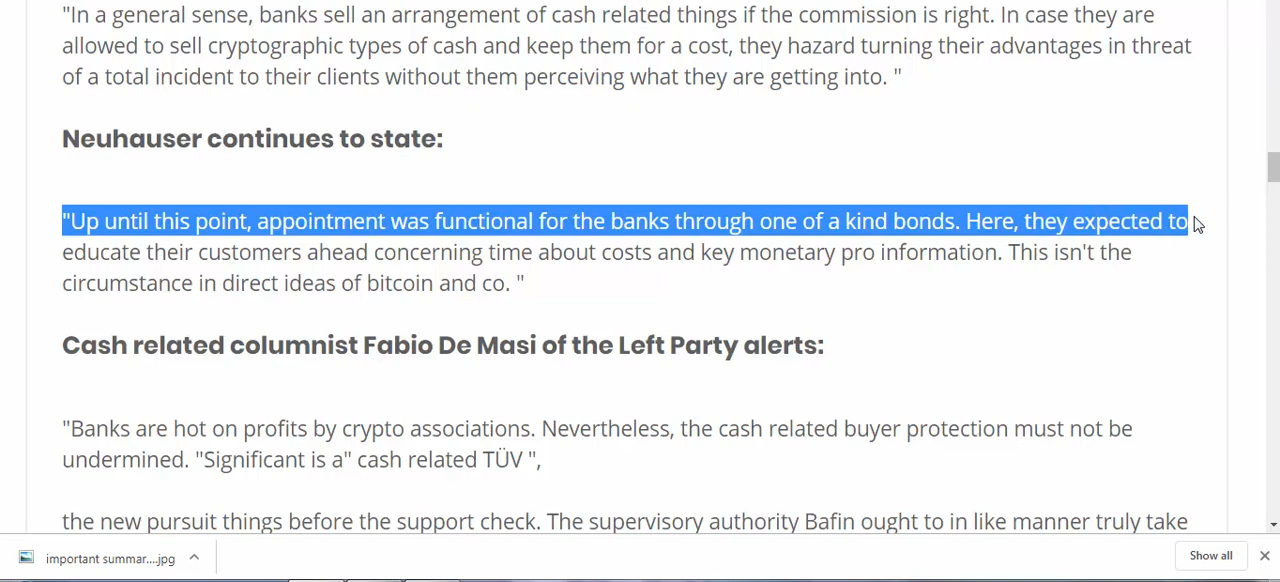 "In a general sense, banks sell an arrangement of cash related things if the commission is right. In case they are
allowed to sell cryptographic types of cash and keep them for a cost, they hazard turning their advantages in threat
of a total incident to their clients without them perceiving what they are getting into. "
Neuhauser continues to state:
"Up until this point, appointment was functional for the banks through one of a kind bonds. Here, they expected to
educate their customers ahead concerning time about costs and key monetary pro information. This isn't the
circumstance in direct ideas of bitcoin and co. "
Cash related columnist Fabio De Masi of the Left Party alerts:
"Banks are hot on profits by crypto associations. Nevertheless, the cash related buyer protection must not be
undermined. "Significant is a" cash related TÜV ",
the new pursuit things before the support check. The supervisory authority Bafin ought to in like manner truly take
important summar....jpg
Show all